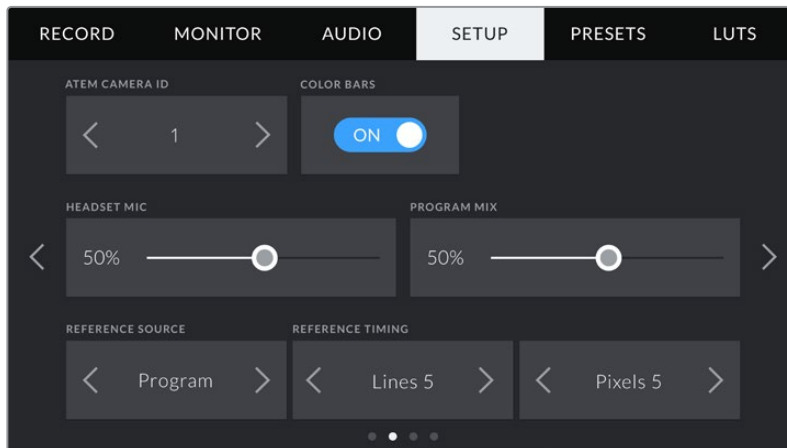 RECORD MONITOR AUDIO SETUP PRESETS LUTS
ATEM CAMERA ID COLOR BARS
1 ON
HEADSET MIC PROGRAM MIX
50% 50%
REFERENCE SOURCE REFERENCE TIMING
Program Lines 5 Pixels 5